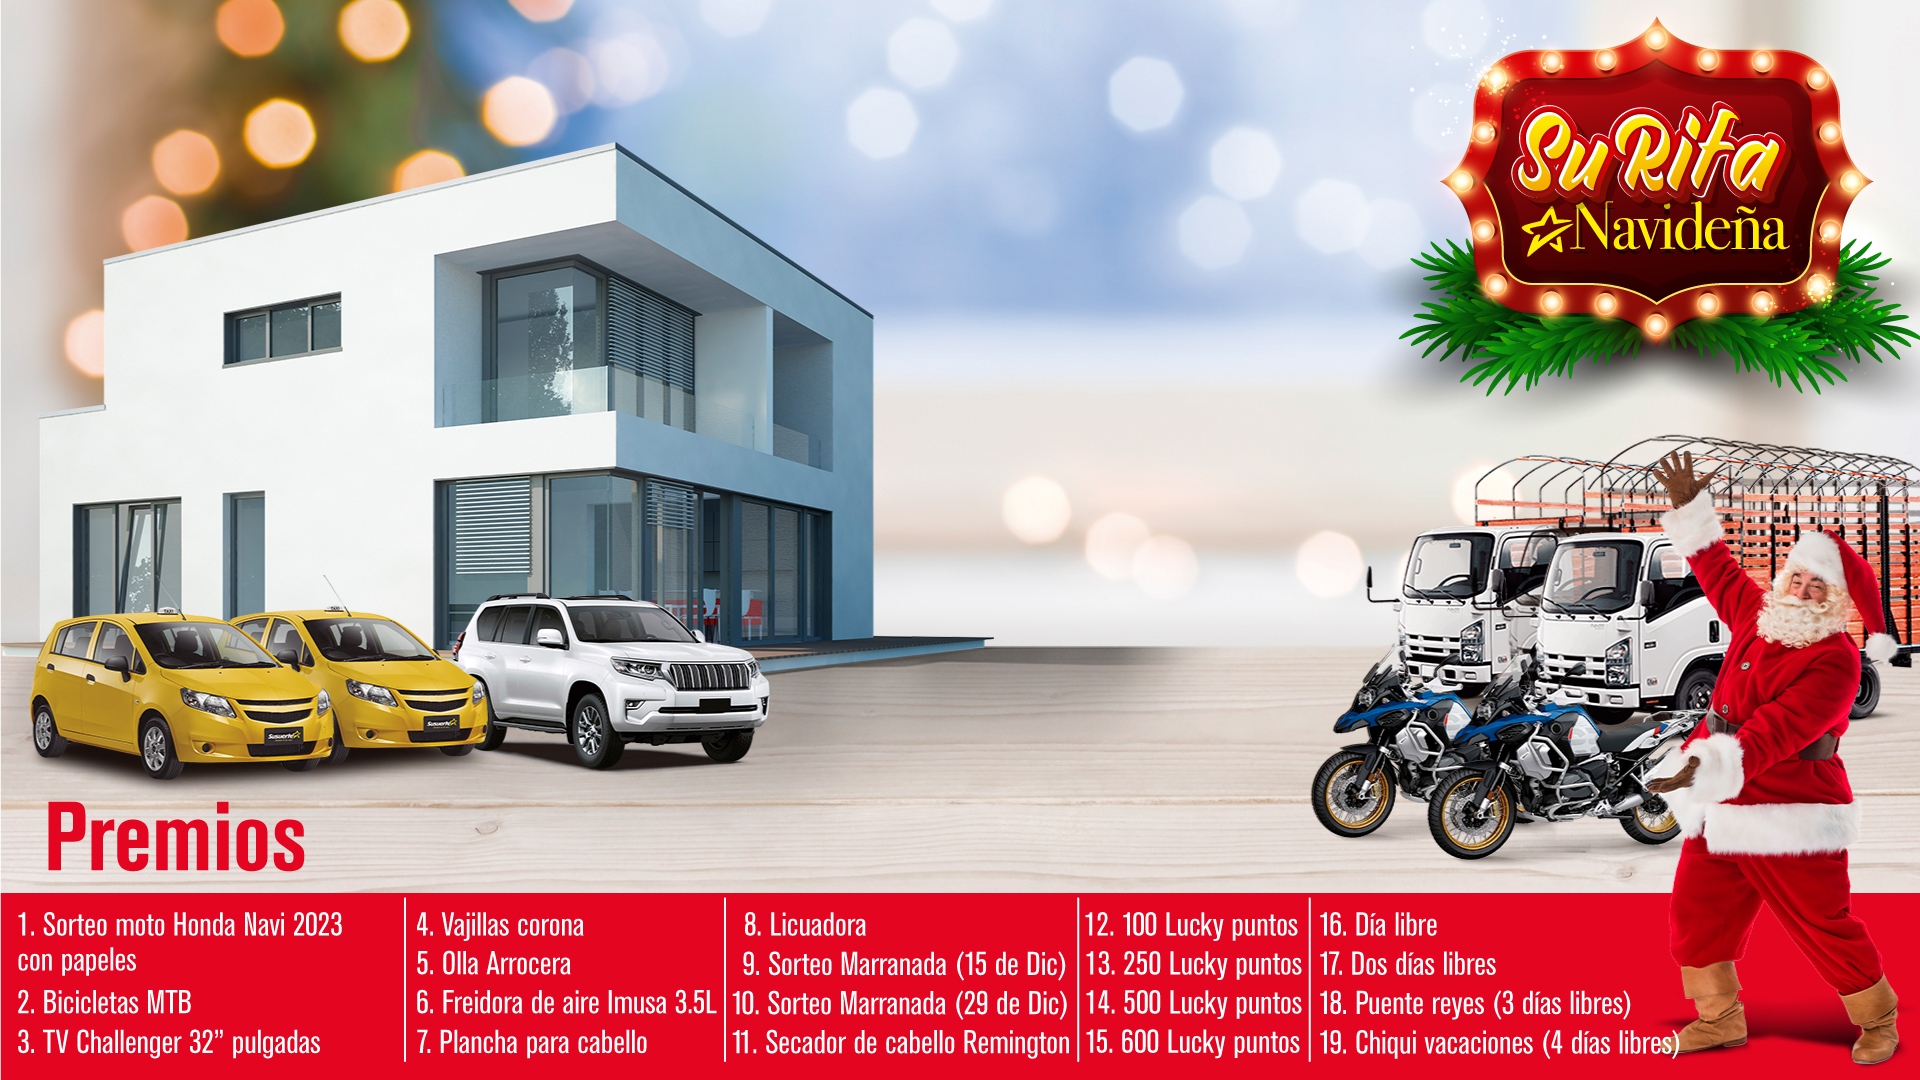 Su Rifa
Navideña
Susuerte
Susuerte
Premios
1. Sorteo moto Honda Navi 2023
con papeles
2. Bicicletas MTB
3. TV Challenger 32” pulgadas
4. Vajillas corona
5. Olla Arrocera
6. Freidora de aire Imusa 3.5L
7. Plancha para cabello
8. Licuadora
9. Sorteo Marranada (15 de Dic)
10. Sorteo Marranada (29 de Dic)
11. Secador de cabello Remington
12. 100 Lucky puntos
13. 250 Lucky puntos
14. 500 Lucky puntos
15. 600 Lucky puntos
16. Día libre
17. Dos días libres
18. Puente reyes (3 días libres)
19. Chiqui vacaciones (4 días libres)